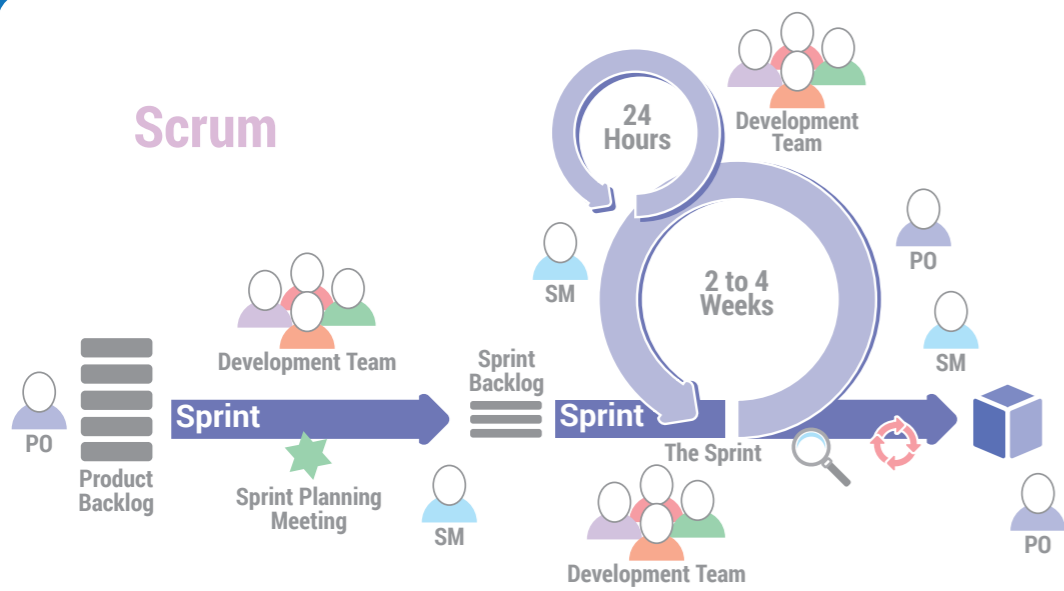 Scrum
24
Hours
Development
Team
PO
SM
2 to 4
Weeks
SM
Development Team
Sprint
Backlog
PO
Product
Backlog
Sprint
Sprint Planning
Meeting
SM
Sprint
The Sprint
Development Team
PO